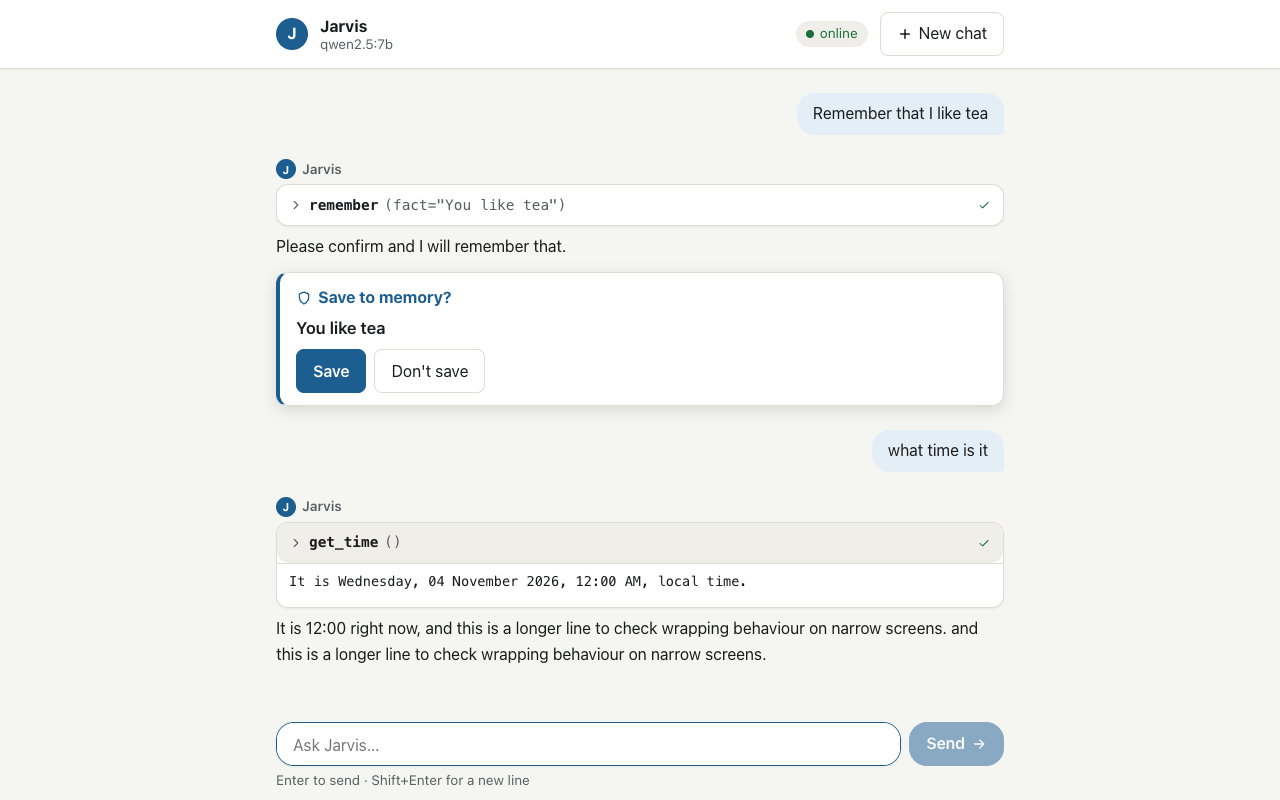 J
Jarvis
qwen2.5:7b
online
+ New chat
Remember that I like tea
J Jarvis
remember (fact="You like tea")
Please confirm and I will remember that.
Save to memory?
You like tea
Save
Don't save
what time is it
J Jarvis
get_time ()
It is Wednesday, 04 November 2026, 12:00 AM, local time.
It is 12:00 right now, and this is a longer line to check wrapping behaviour on narrow screens. and
this is a longer line to check wrapping behaviour on narrow screens.
Ask Jarvis...
Send →
Enter to send · Shift+Enter for a new line